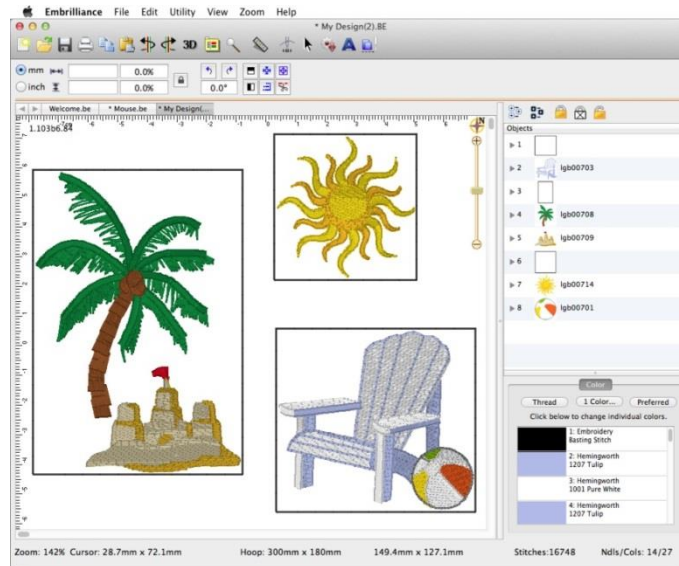 Embrilliance File Edit Utility View Zoom Help
* My Design(2).BE
3D A
mm 0.0%
inch 0.0% 0.0°
Welcome.be * Mouse.be * My Design(...
N
Objects
1
2 lgb00703
3
4 lgb00708
5 lgb00709
6
7 lgb00714
8 lgb00701
Color
Thread 1 Color... Preferred
Click below to change individual colors.
1: Embroidery
Basting Stitch
2: Hemingworth
1207 Tulip
3: Hemingworth
1001 Pure White
4: Hemingworth
1207 Tulip
Zoom: 142% Cursor: 28.7mm x 72.1mm Hoop: 300mm x 180mm 149.4mm x 127.1mm Stitches:16748 Ndls/Cols: 14/27